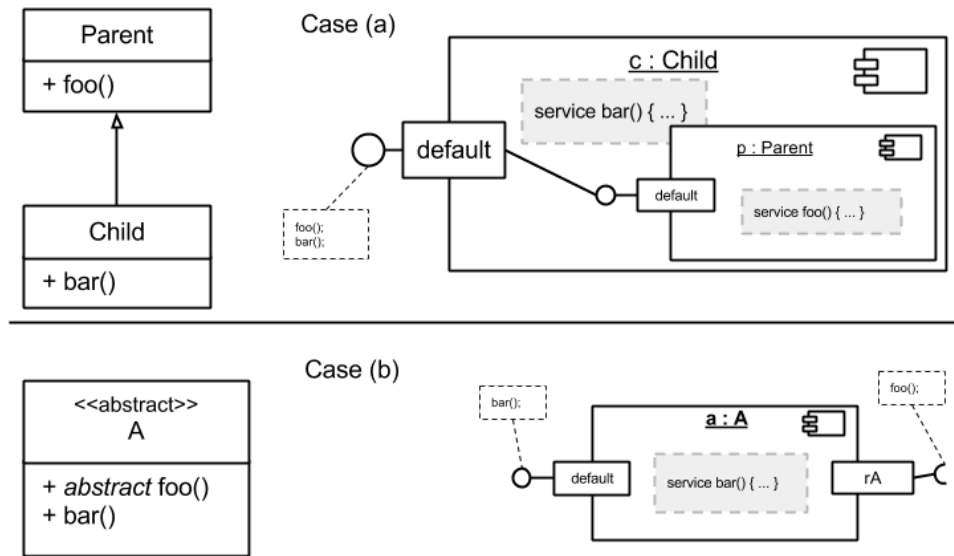 Parent
+ foo()
Child
+ bar()
Case (a)
c : Child
service bar() { ... }
default
p : Parent
default
service foo() { ... }
foo();
bar();
Case (b)
<<abstract>>
A
+ abstract foo()
+ bar()
bar();
foo();
a : A
default
service bar() { ... }
rA